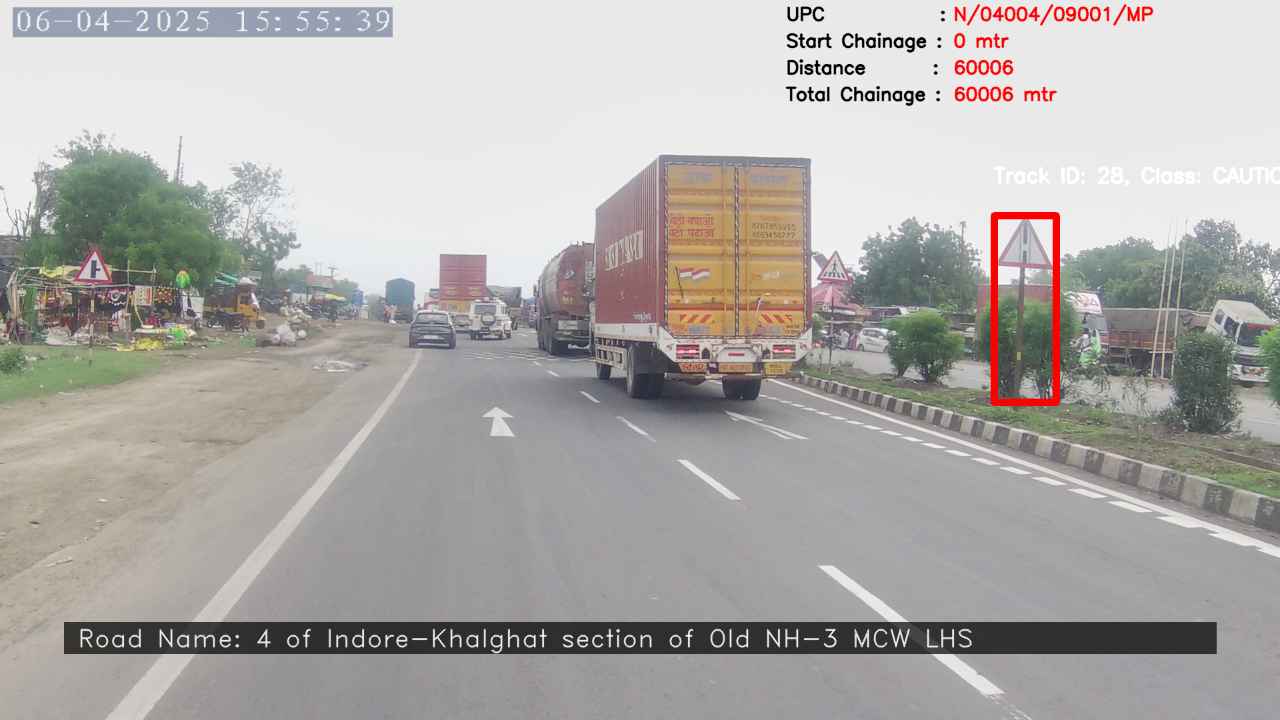 06-04-2025 15:55:39
UPC : N/04004/09001/MP
Start Chainage : 0 mtr
Distance : 60006
Total Chainage : 60006 mtr
Track ID: 28, Class: CAUTIO
Road Name: 4 of Indore-Khalghat section of Old NH-3 MCW LHS